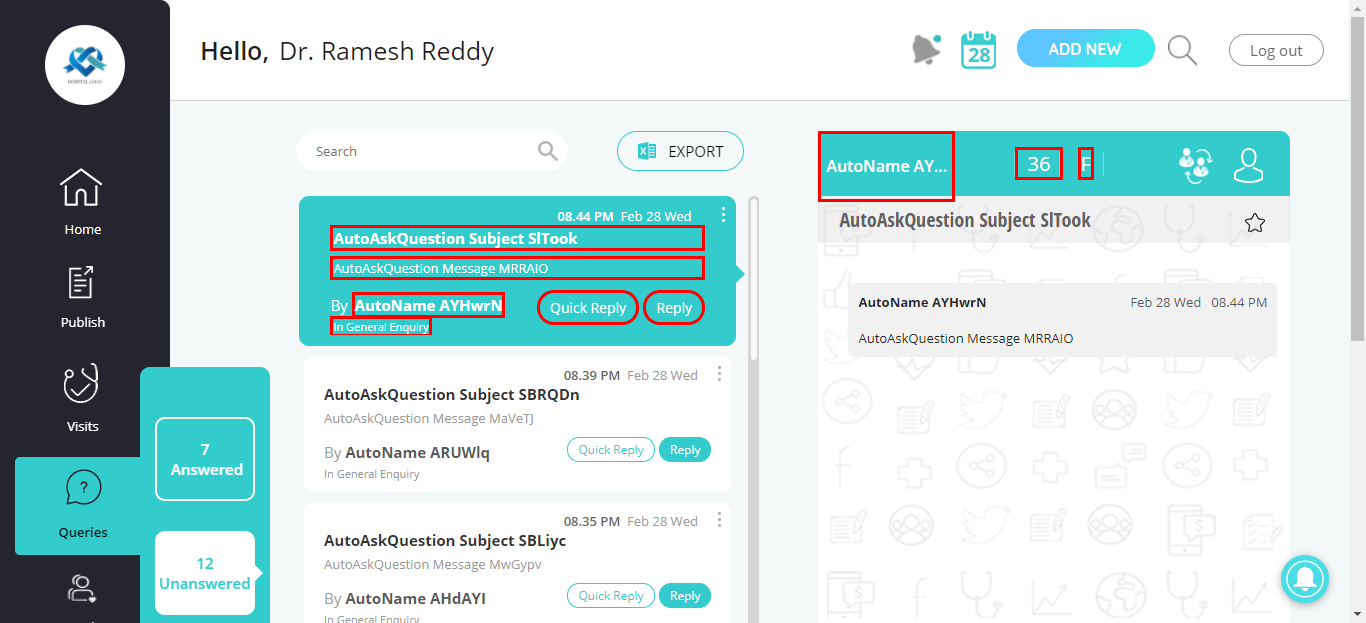 HOSPITAL LOGO
Hello, Dr. Ramesh Reddy
28
ADD NEW
Log out
Home
Publish
Visits
?
Queries
7
Answered
12
Unanswered
Search
EXPORT
08.44 PM Feb 28 Wed
AutoAskQuestion Subject SlTook
AutoAskQuestion Message MRRAIO
By AutoName AYHwrN
Quick Reply
Reply
In General Enquiry
08.39 PM Feb 28 Wed
AutoAskQuestion Subject SBRQDn
AutoAskQuestion Message MaVeTJ
By AutoName ARUWlq
Quick Reply
Reply
In General Enquiry
08.35 PM Feb 28 Wed
AutoAskQuestion Subject SBLiyc
AutoAskQuestion Message MwGypv
By AutoName AHdAYI
Quick Reply
Reply
In General Enquiry
AutoName AY...
36
F
AutoAskQuestion Subject SlTook
AutoName AYHwrN
Feb 28 Wed 08.44 PM
AutoAskQuestion Message MRRAIO